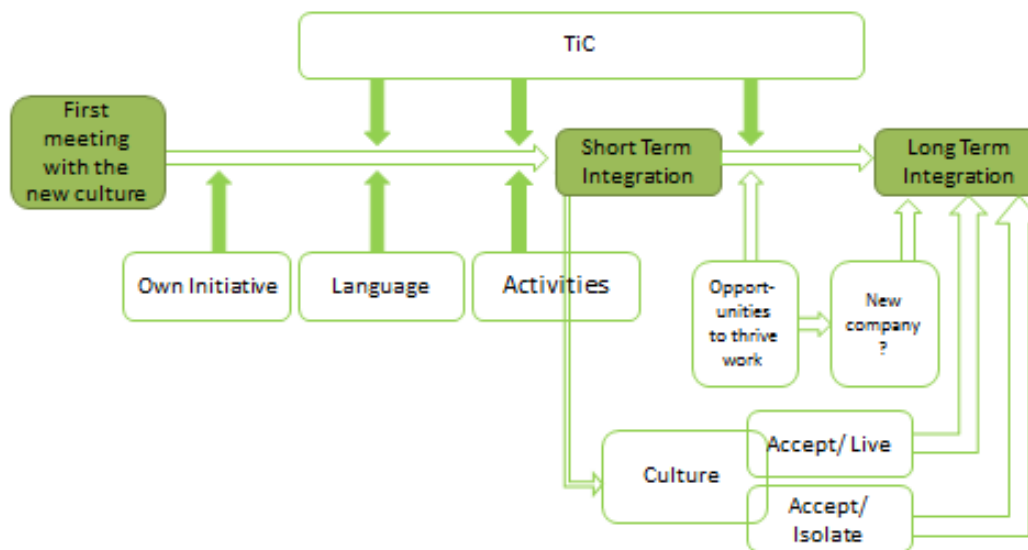 TiC
First
meeting
with the
new culture
Short Term
Integration
Long Term
Integration
Own Initiative
Language
Activities
Opport-
unities
to thrive
work
New
company
?
Culture
Accept/ Live
Accept/
Isolate